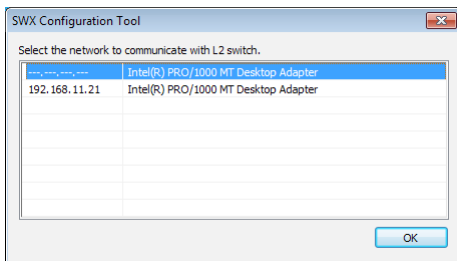 SWX Configuration Tool
Select the network to communicate with L2 switch.
---.---.---.--- Intel(R) PRO/1000 MT Desktop Adapter
192.168.11.21 Intel(R) PRO/1000 MT Desktop Adapter
OK